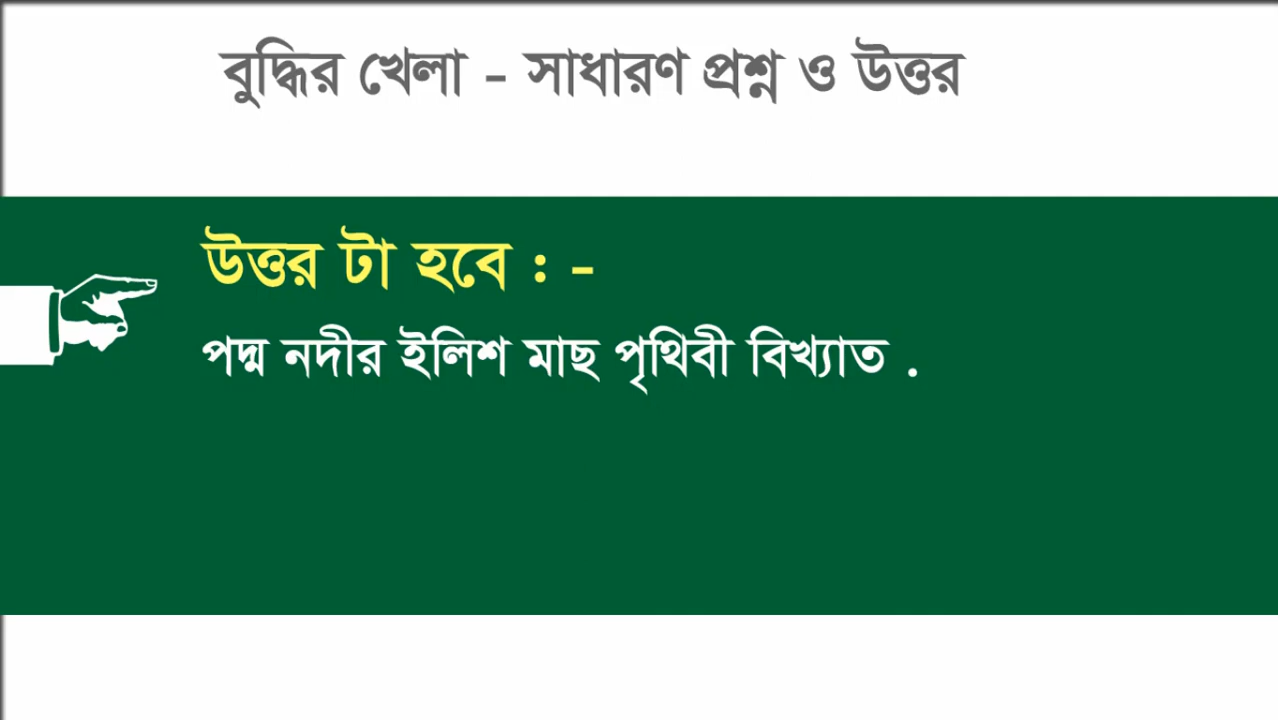 বুদ্ধির খেলা - সাধারণ প্রশ্ন ও উত্তর
উত্তর টা হবে : -
পদ্ম নদীর ইলিশ মাছ পৃথিবী বিখ্যাত .